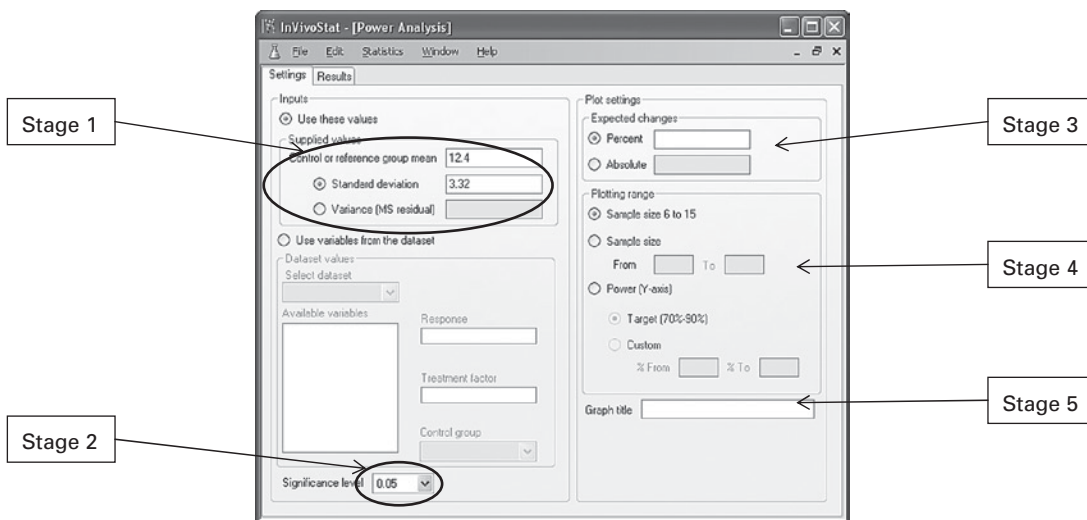 InVivoStat - [Power Analysis]
File Edit Statistics Window Help
Settings Results
Stage 1
Inputs
Use these values
Supplied values
Control or reference group mean 12.4
Standard deviation 3.32
Variance (MS residual)
Use variables from the dataset
Dataset values
Select dataset
Available variables
Response
Treatment factor
Control group
Stage 2
Significance level 0.05
Plot settings
Expected changes
Percent
Absolute
Stage 3
Plotting range
Sample size 6 to 15
Sample size
From To
Stage 4
Power (Y-axis)
Target (70%-90%)
Custom
% From % To
Graph title
Stage 5